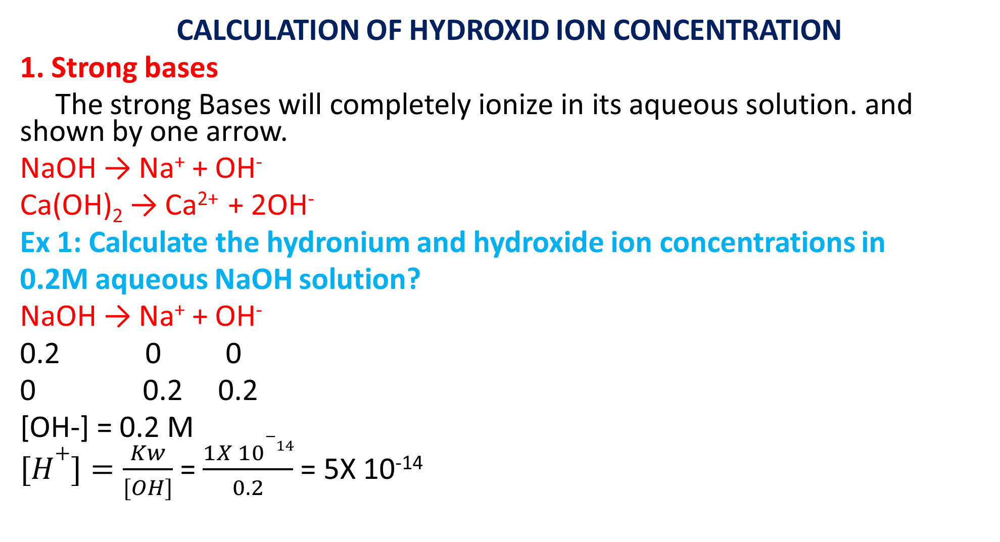 CALCULATION OF HYDROXID ION CONCENTRATION
1. Strong bases
The strong Bases will completely ionize in its aqueous solution. and
shown by one arrow.
NaOH → Na⁺ + OH⁻
Ca(OH)₂ → Ca²⁺ + 2OH⁻
Ex 1: Calculate the hydronium and hydroxide ion concentrations in
0.2M aqueous NaOH solution?
NaOH → Na⁺ + OH⁻
0.2 0 0
0 0.2 0.2
[OH-] = 0.2 M
[H⁺] = Kw/[OH] = 1X 10⁻¹⁴/0.2 = 5X 10⁻¹⁴